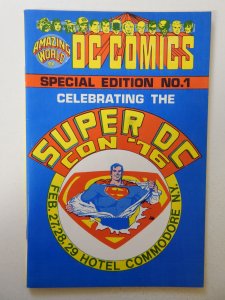 AMAZING WORLD
OF
DC COMICS
SPECIAL EDITION NO.1
CELEBRATING THE
SUPER DC
CON '76
FEB. 27, 28, 29 HOTEL COMMODORE N.Y.